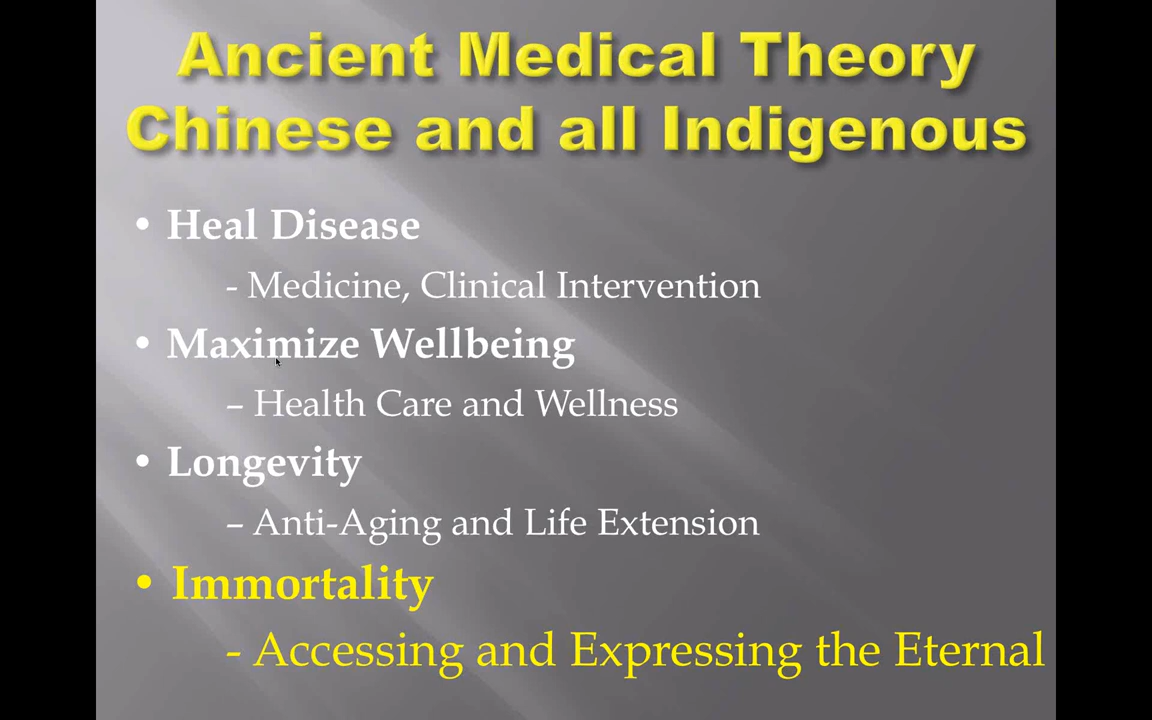 Ancient Medical Theory
Chinese and all Indigenous
• Heal Disease
- Medicine, Clinical Intervention
• Maximize Wellbeing
– Health Care and Wellness
• Longevity
– Anti-Aging and Life Extension
• Immortality
- Accessing and Expressing the Eternal